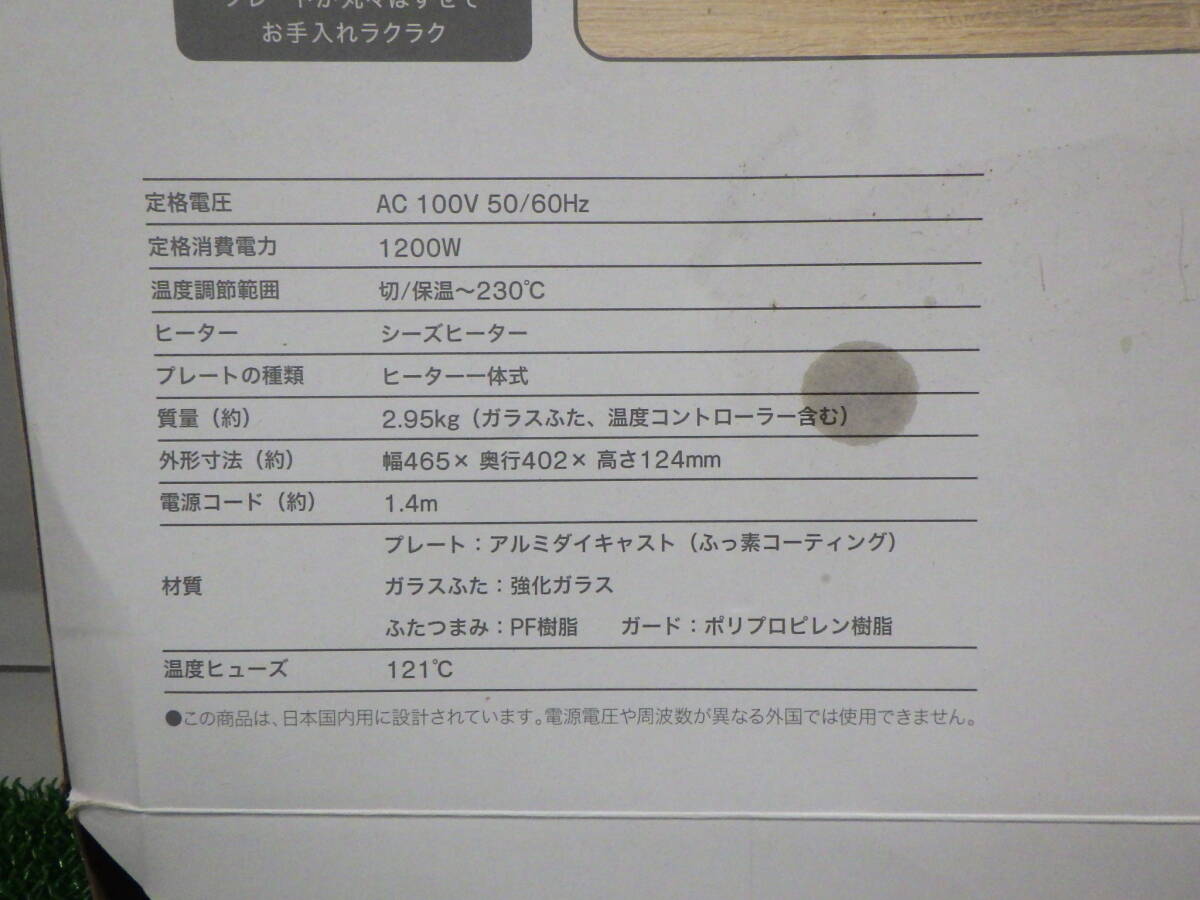 お手入れラクラク
定格電圧 AC 100V 50/60Hz
定格消費電力 1200W
温度調節範囲 切/保温～230℃
ヒーター シーズヒーター
プレートの種類 ヒーター一体式
質量（約） 2.95kg（ガラスふた、温度コントローラー含む）
外形寸法（約） 幅465× 奥行402× 高さ124mm
電源コード（約） 1.4m
プレート：アルミダイキャスト（ふっ素コーティング）
材質 ガラスふた：強化ガラス
ふたつまみ：PF樹脂 ガード：ポリプロピレン樹脂
温度ヒューズ 121℃
●この商品は、日本国内用に設計されています。電源電圧や周波数が異なる外国では使用できません。